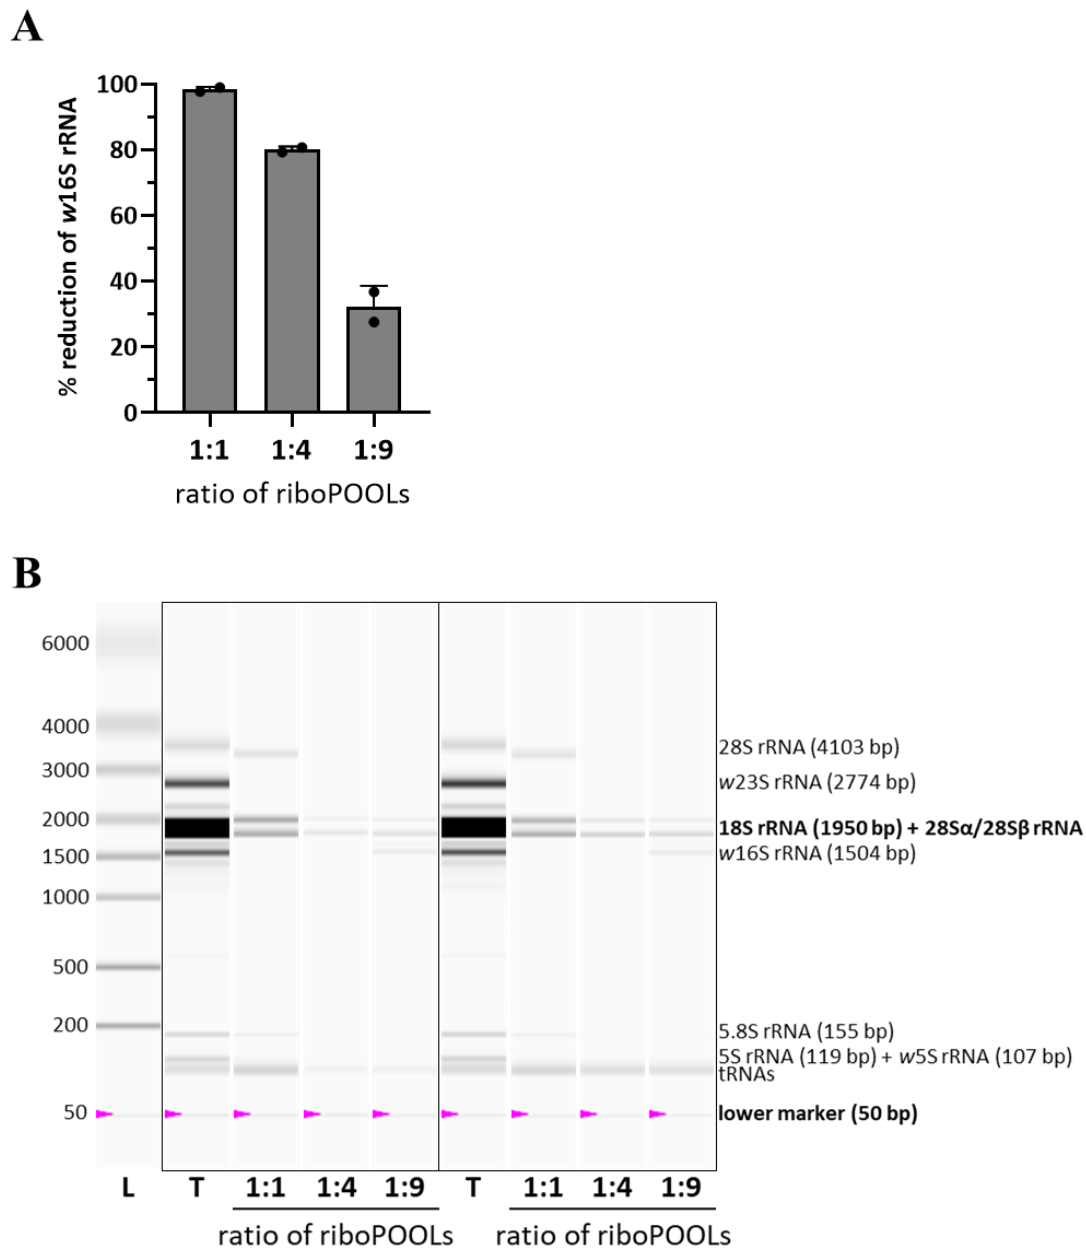 A
% reduction of w16S rRNA
100
80
60
40
20
0
1:1 1:4 1:9
ratio of riboPOOLs
B
6000
4000
3000
2000
1500
1000
500
200
50
28S rRNA (4103 bp)
w23S rRNA (2774 bp)
18S rRNA (1950 bp) + 28Sα/28Sβ rRNA
w16S rRNA (1504 bp)
5.8S rRNA (155 bp)
5S rRNA (119 bp) + w5S rRNA (107 bp)
tRNAs
lower marker (50 bp)
L T 1:1 1:4 1:9 T 1:1 1:4 1:9
ratio of riboPOOLs ratio of riboPOOLs